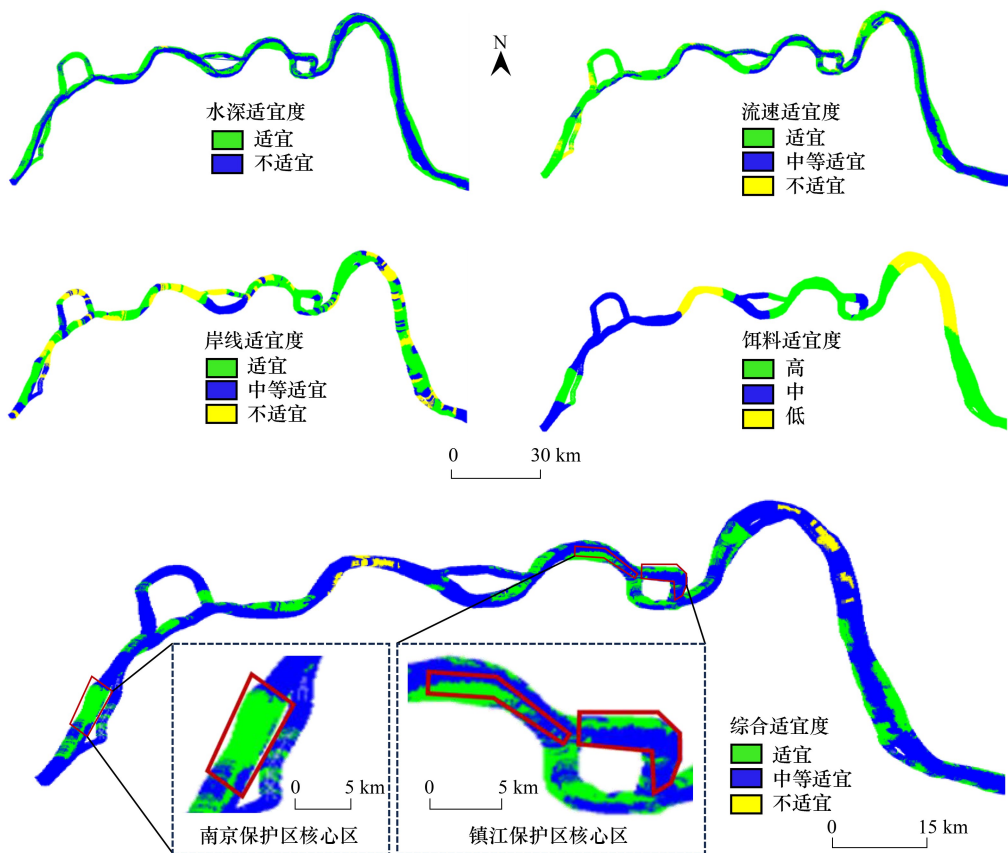 N
水深适宜度
适宜
不适宜
流速适宜度
适宜
中等适宜
不适宜
岸线适宜度
适宜
中等适宜
不适宜
饵料适宜度
高
中
低
0 30 km
综合适宜度
适宜
中等适宜
不适宜
0 15 km
0 5 km
南京保护区核心区
0 5 km
镇江保护区核心区